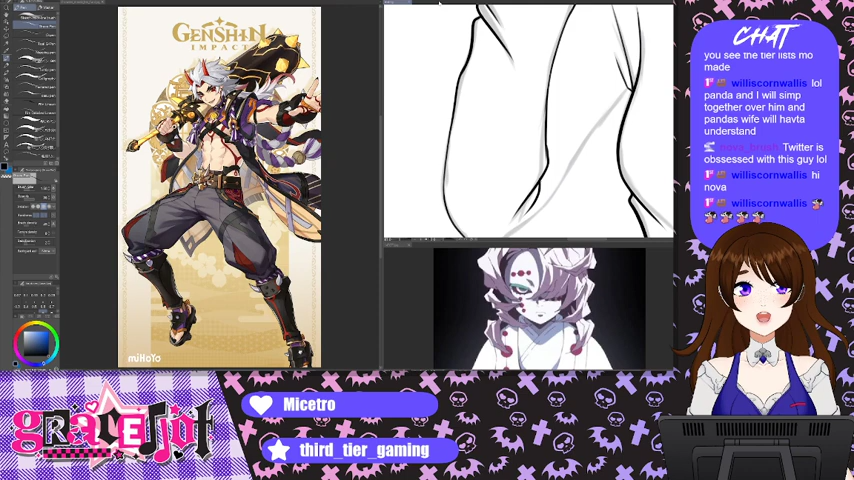 GENSHIN
IMPACT
miHoYo
CHAT
you see the tier lists mo
made
williscornwallis lol
panda and I will simp
together over him and
pandas wife will havta
understand
Twitter is
obssessed with this guy lol
williscornwallis hi
nova
williscornwallis
GRACEJot
Micetro
third_tier_gaming